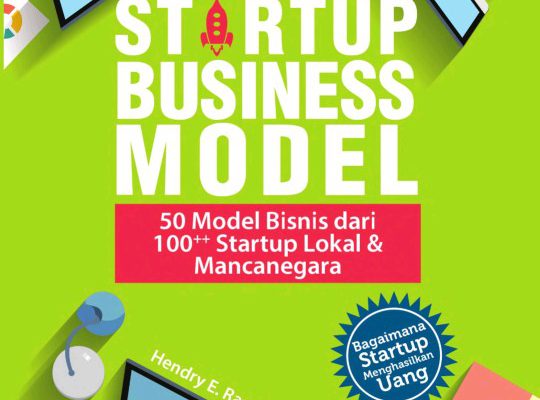 STARTUP
BUSINESS
MODEL
50 Model Bisnis dari
100++ Startup Lokal &
Mancanegara
Bagaimana
Startup
Menghasilkan
Uang
Hendry E.